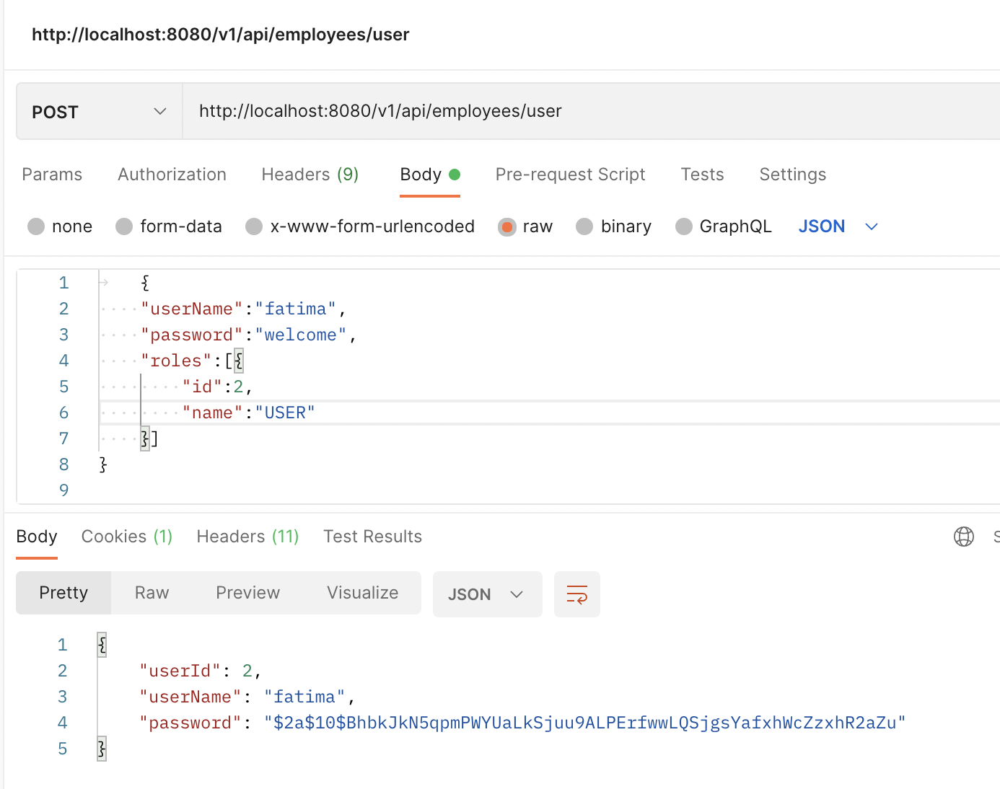 http://localhost:8080/v1/api/employees/user
POST http://localhost:8080/v1/api/employees/user
Params Authorization Headers (9) Body Pre-request Script Tests Settings
none form-data x-www-form-urlencoded raw binary GraphQL JSON
1 {
2 "userName":"fatima",
3 "password":"welcome",
4 "roles":[{
5 "id":2,
6 "name":"USER"
7 }]
8 }
9
Body Cookies (1) Headers (11) Test Results
Pretty Raw Preview Visualize JSON
1 {
2 "userId": 2,
3 "userName": "fatima",
4 "password": "$2a$10$BhbkJkN5qpmPWYUaLkSjuu9ALPErfwwLQSjgsYafxhWcZzxhR2aZu"
5 }